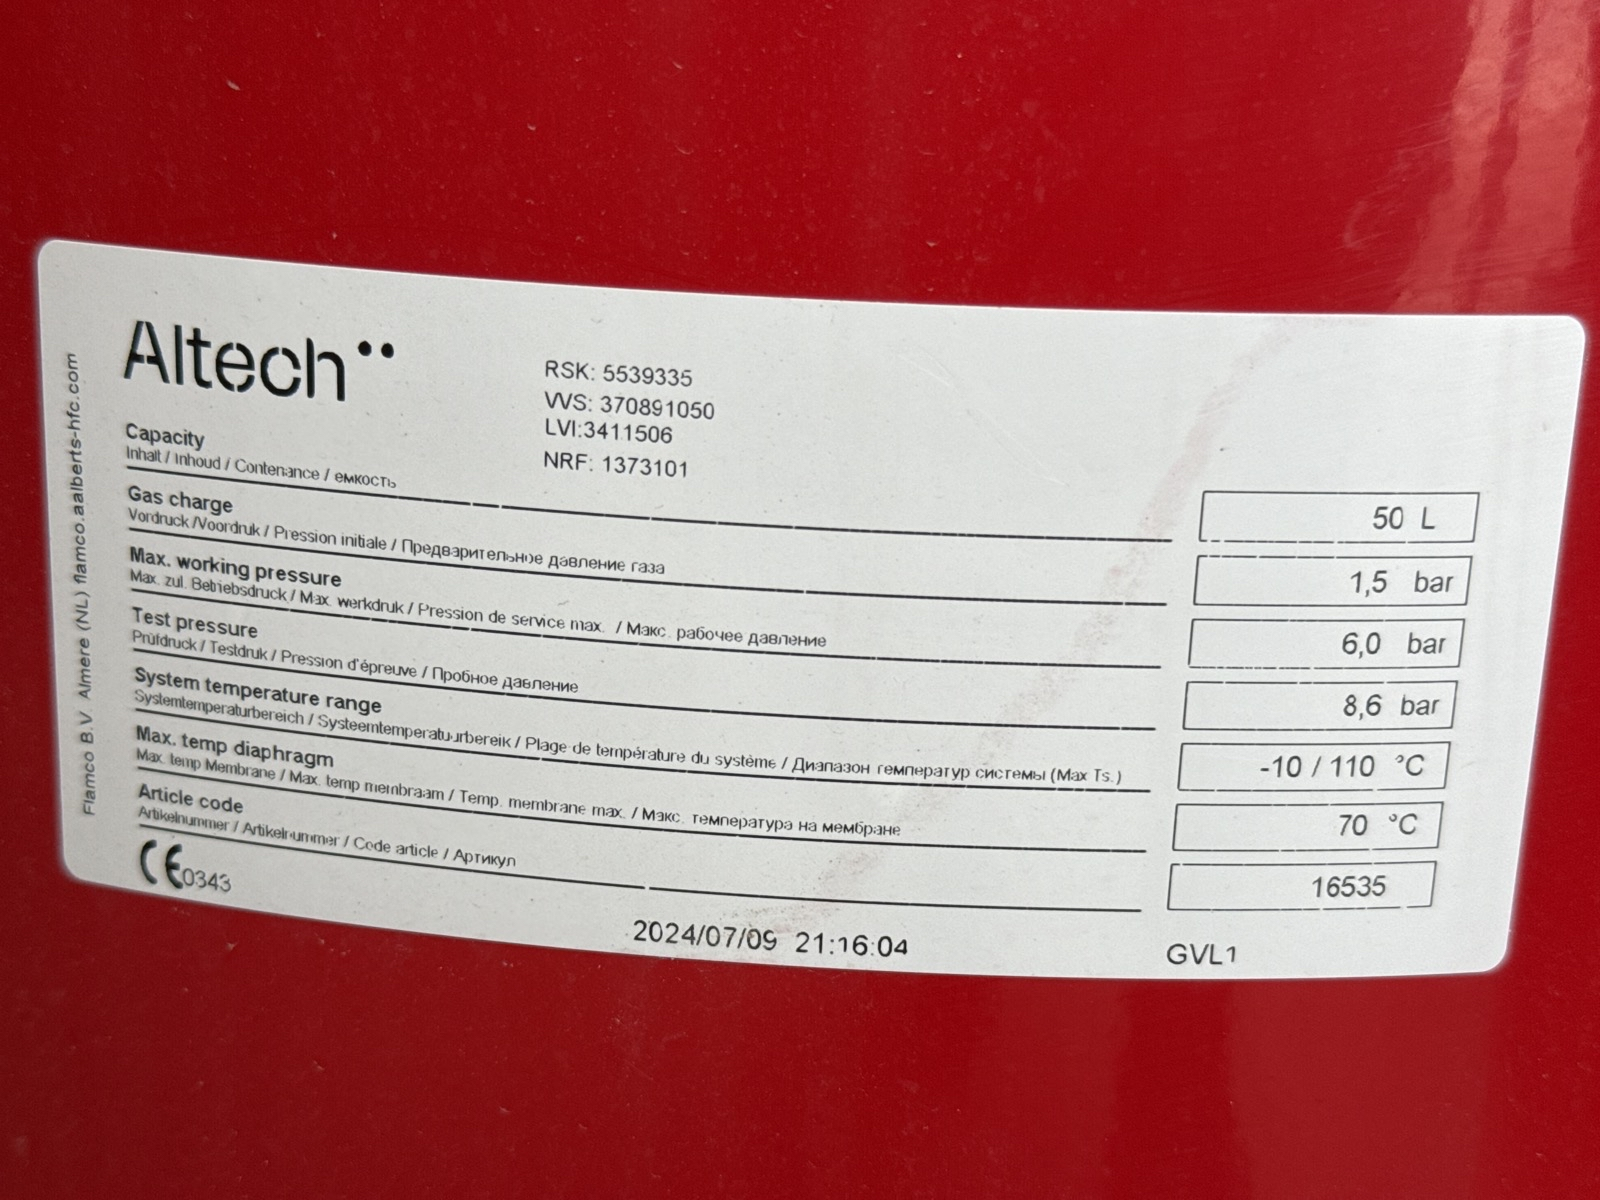 Altech
RSK: 5539335
VVS: 370891050
LVI:3411506
NRF: 1373101
Capacity
Inhalt / Inhoud / Contenance / емкость
50 L
Gas charge
Vordruck /Voordruk / Pression initiale / Предварительное давление газа
1,5 bar
Max. working pressure
Max. zul. Betriebsdruck / Max. werkdruk / Pression de service max. / Макс. рабочее давление
6,0 bar
Test pressure
Prüfdruck / Testdruk / Pression d'épreuve / Пробное давление
8,6 bar
System temperature range
Systemtemperaturbereich / Systeemtemperatuurbereik / Plage de température du système / Диапазон температур системы (Max Ts.)
-10 / 110 °C
Max. temp diaphragm
Max. temp Membrane / Max. temp membraam / Temp. membrane max. / Макс. температура на мембране
70 °C
Article code
Artikelnummer / Artikelnummer / Code article / Артикул
16535
CE0343
2024/07/09 21:16:04
GVL1
Flamco B.V. Almere (NL) flamco.aalberts-hfc.com